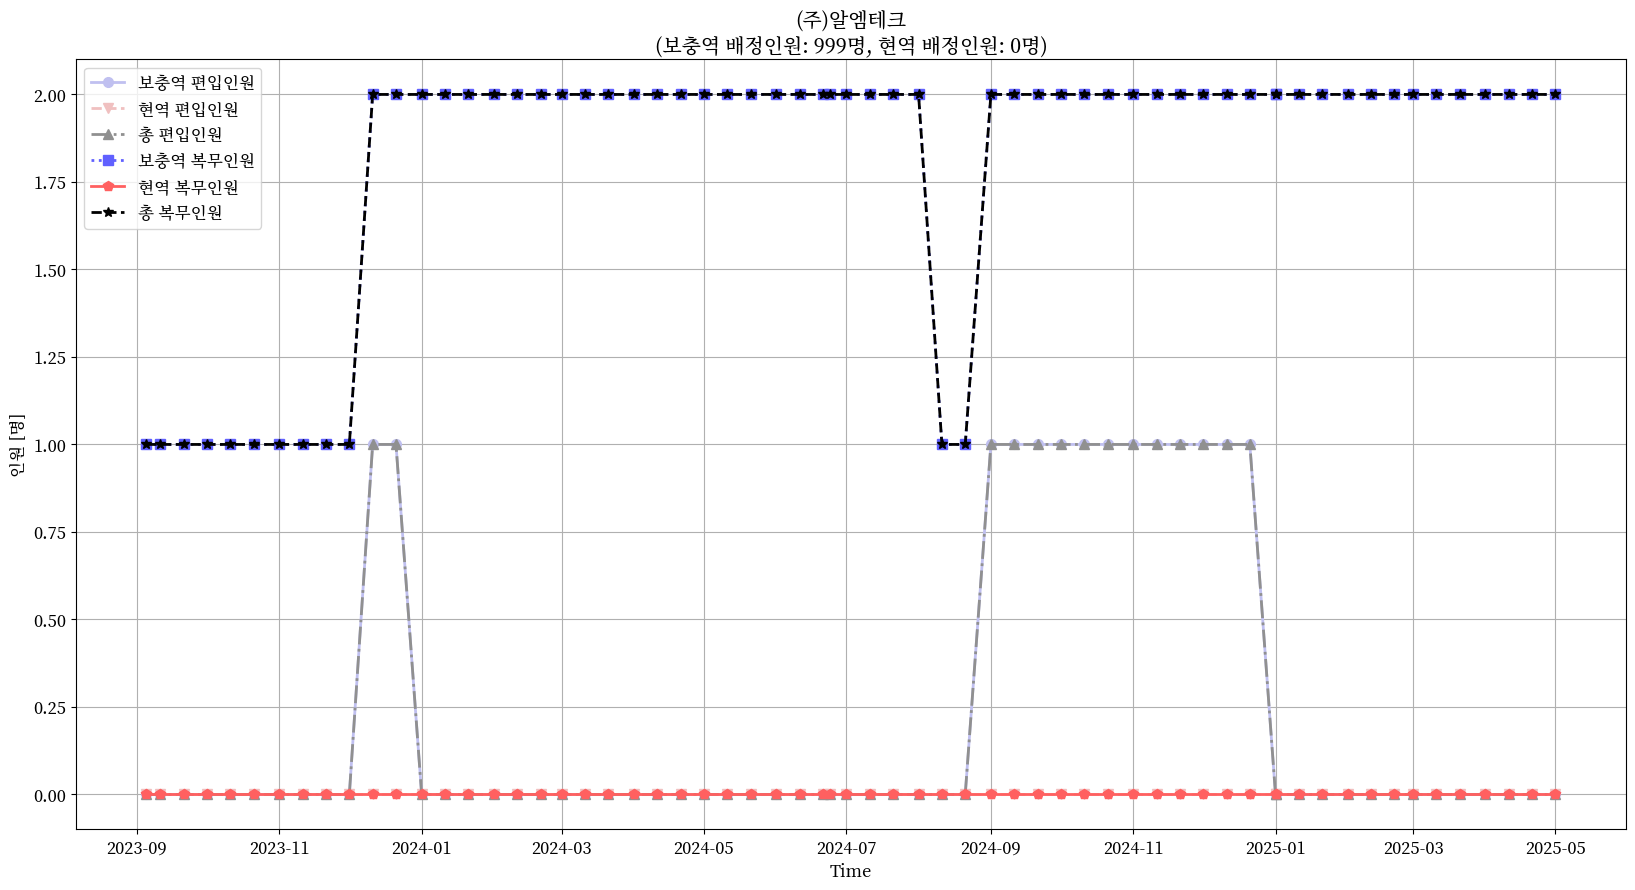 (주)알엠테크
(보충역 배정인원: 999명, 현역 배정인원: 0명)
보충역 편입인원
현역 편입인원
총 편입인원
보충역 복무인원
현역 복무인원
총 복무인원
인원 [명]
2.00
1.75
1.50
1.25
1.00
0.75
0.50
0.25
0.00
2023-09 2023-11 2024-01 2024-03 2024-05 2024-07 2024-09 2024-11 2025-01 2025-03 2025-05
Time